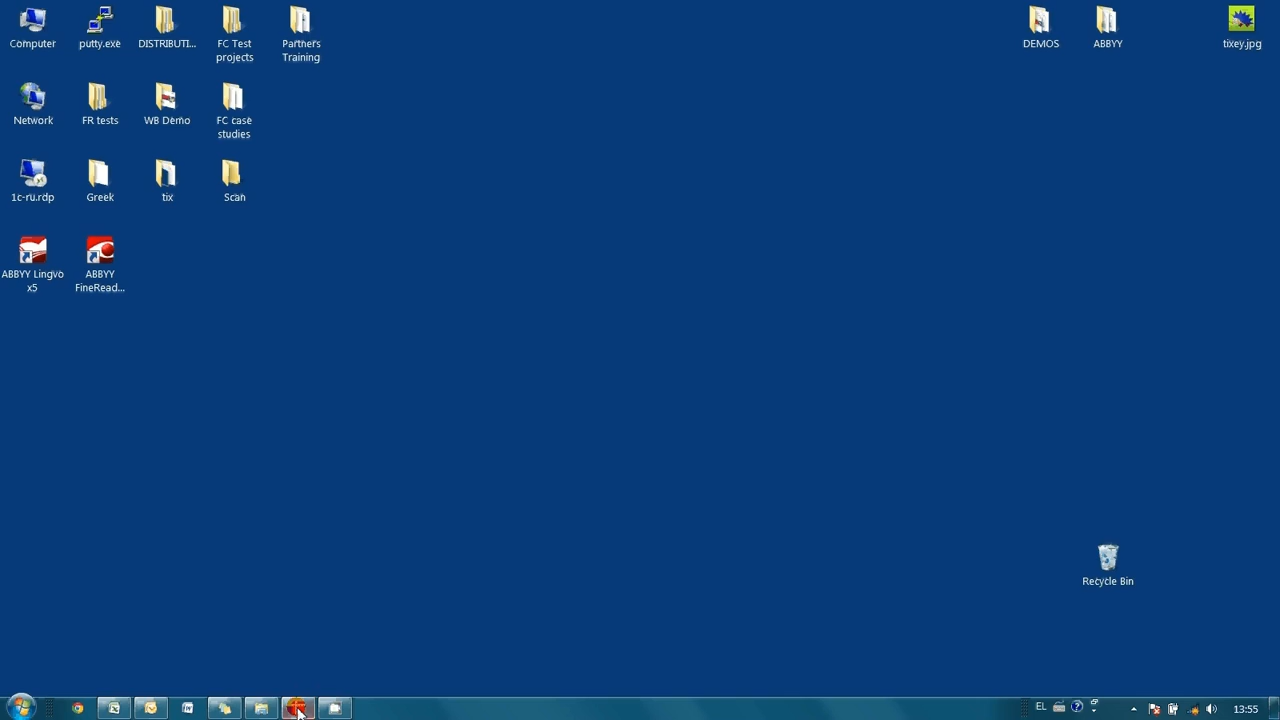 Computer
putty.exe
DISTRIBUTI...
FC Test
projects
Partners
Training
DEMOS
ABBYY
tixey.jpg
Network
FR tests
WB Demo
FC case
studies
1c-ru.rdp
Greek
tix
Scan
ABBYY Lingvo
x5
ABBYY
FineRead...
Recycle Bin
EL
13:55